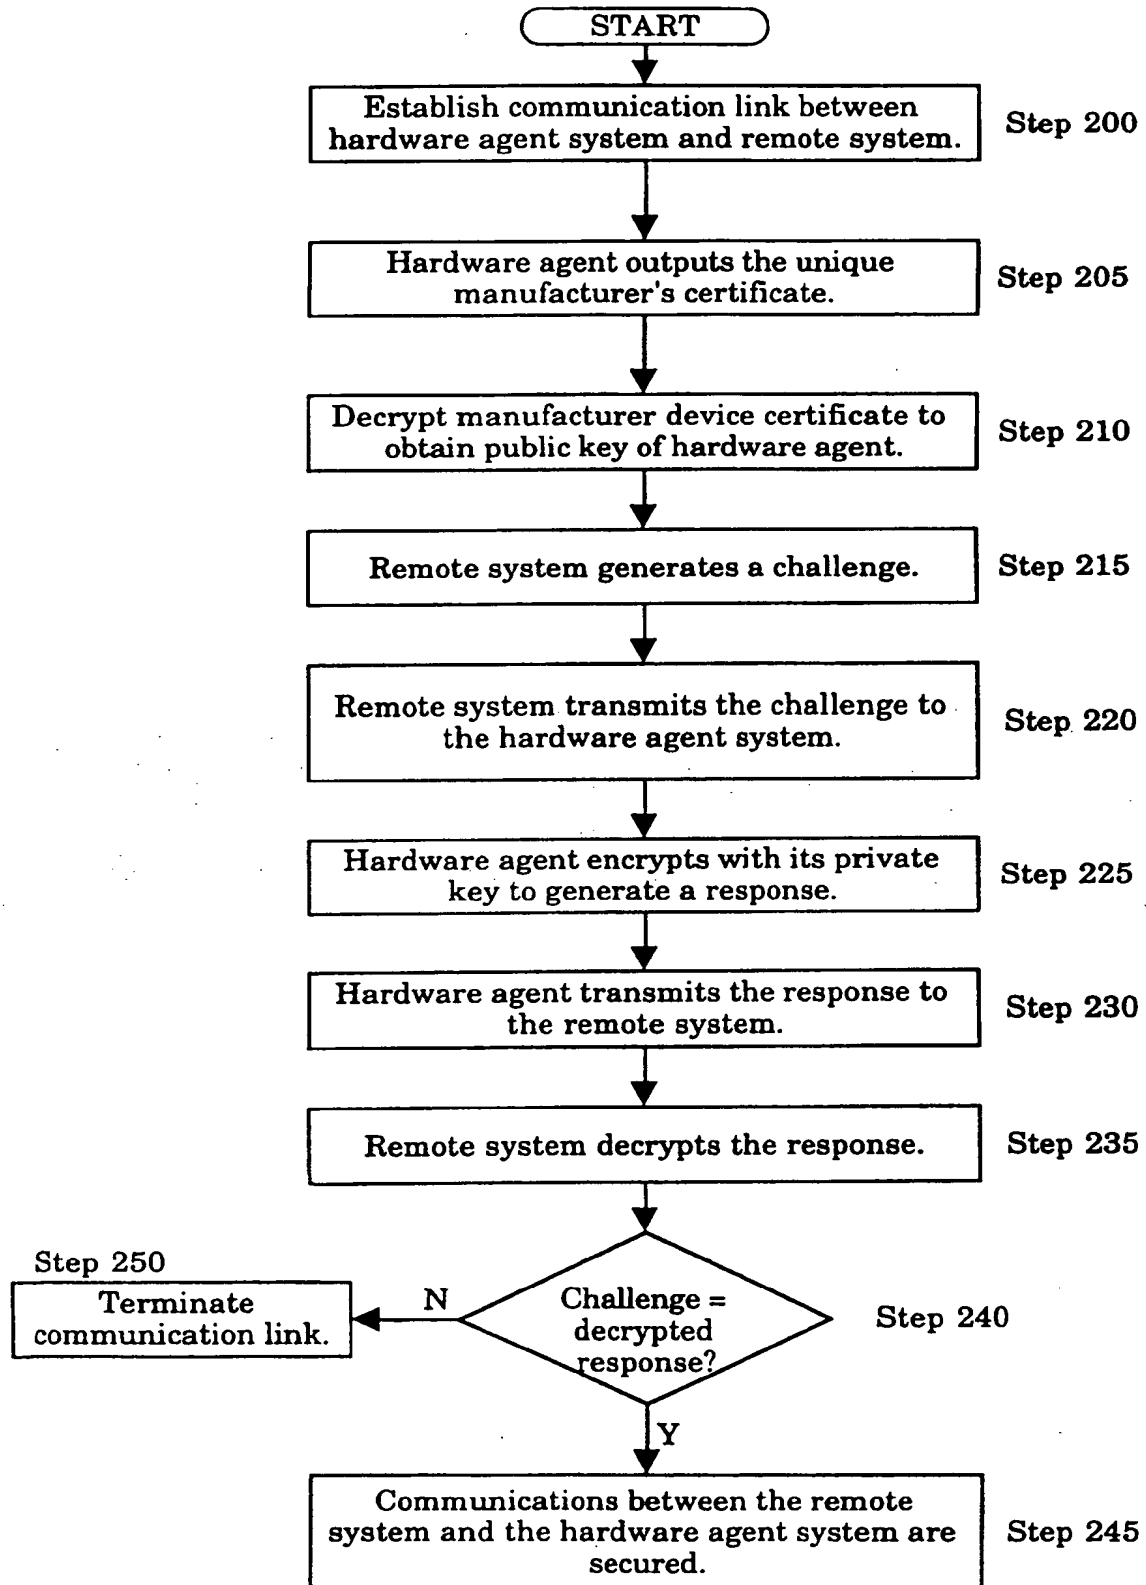 START
Establish communication link between
hardware agent system and remote system.
Step 200
Hardware agent outputs the unique
manufacturer's certificate.
Step 205
Decrypt manufacturer device certificate to
obtain public key of hardware agent.
Step 210
Remote system generates a challenge.
Step 215
Remote system transmits the challenge to
the hardware agent system.
Step 220
Hardware agent encrypts with its private
key to generate a response.
Step 225
Hardware agent transmits the response to
the remote system.
Step 230
Remote system decrypts the response.
Step 235
Step 250
Terminate
communication link.
N
Challenge =
decrypted
response?
Step 240
Y
Communications between the remote
system and the hardware agent system are
secured.
Step 245